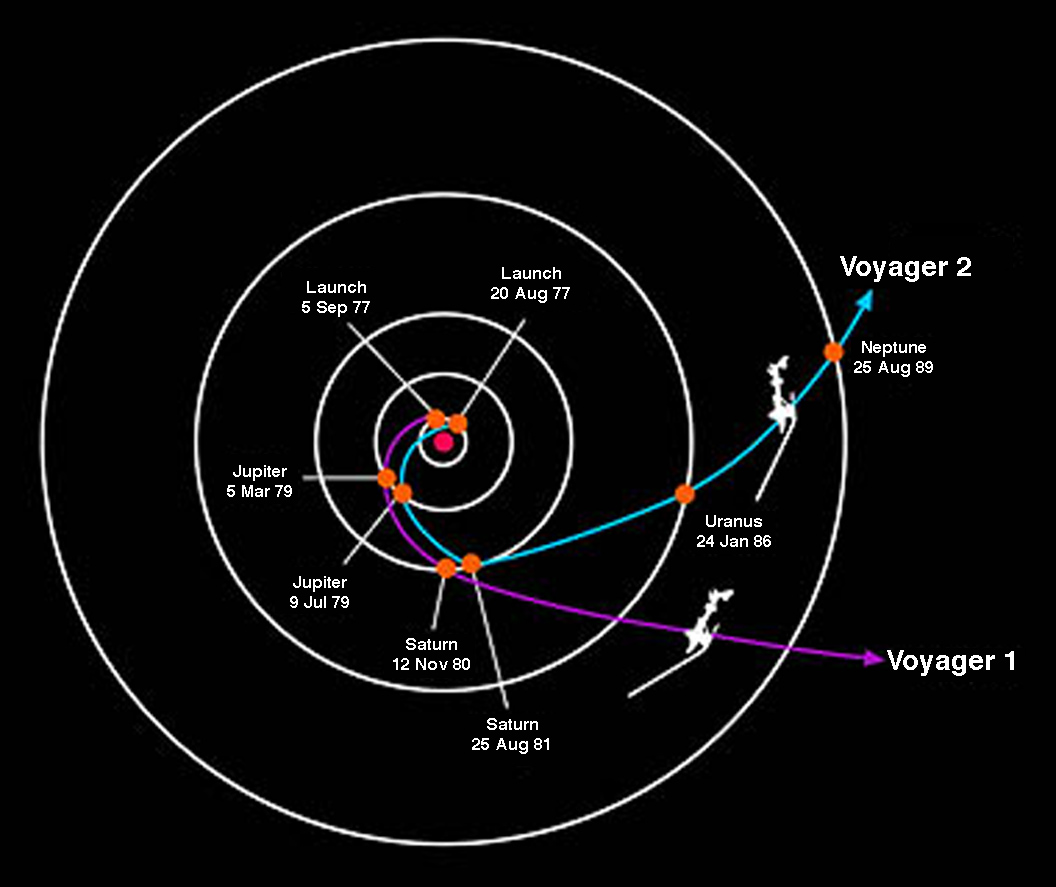 Voyager 2
Launch
20 Aug 77
Launch
5 Sep 77
Neptune
25 Aug 89
Jupiter
5 Mar 79
Uranus
24 Jan 86
Jupiter
9 Jul 79
Saturn
12 Nov 80
Voyager 1
Saturn
25 Aug 81